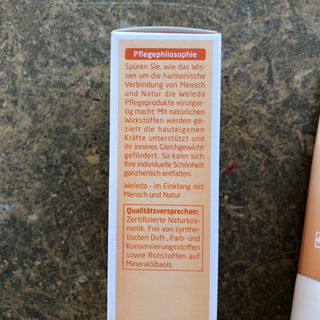 Pflegephilosophie
Spüren Sie, wie das Wis-
sen um die harmonische
Verbindung von Mensch
und Natur die Weleda
Pflegeprodukte einzigar-
tig macht: Mit natürlichen
Wirkstoffen werden ge-
zielt die hauteigenen
Kräfte unterstützt und
ihr inneres Gleichgewicht
gefördert. So kann sich
Ihre individuelle Schönheit
ganzheitlich entfalten.
Weleda – im Einklang mit
Mensch und Natur
Qualitätsversprechen:
Zertifizierte Naturkos-
metik. Frei von synthe-
tischen Duft-, Farb- und
Konservierungsstoffen
sowie Rohstoffen auf
Mineralölbasis.